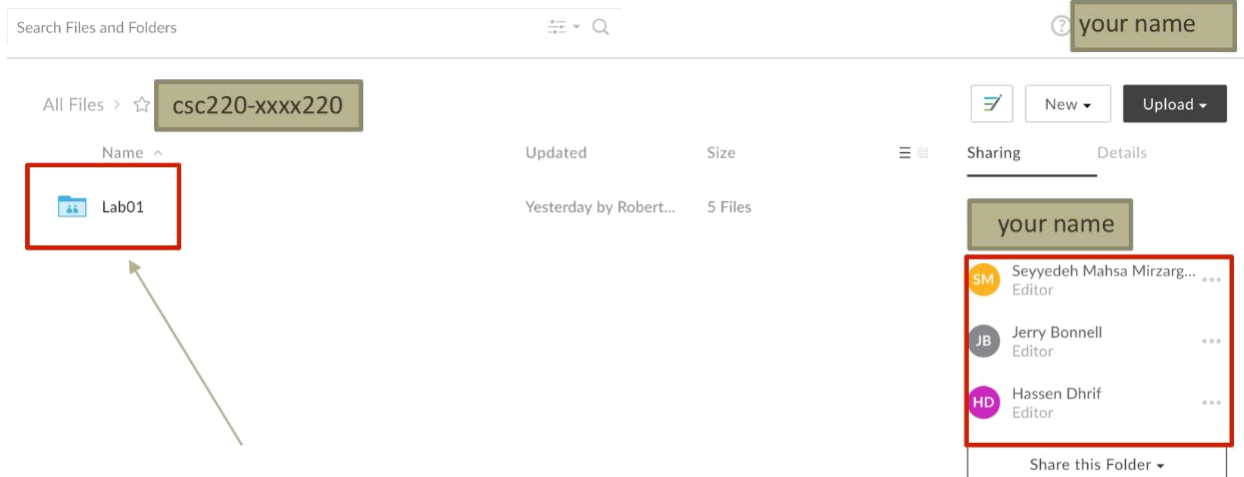 Search Files and Folders
your name
All Files > csc220-xxxx220
New
Upload
Name
Updated
Size
Sharing
Details
Lab01
Yesterday by Robert...
5 Files
your name
SM
Seyyedeh Mahsa Mirzarg...
Editor
JB
Jerry Bonnell
Editor
HD
Hassen Dhrif
Editor
Share this Folder